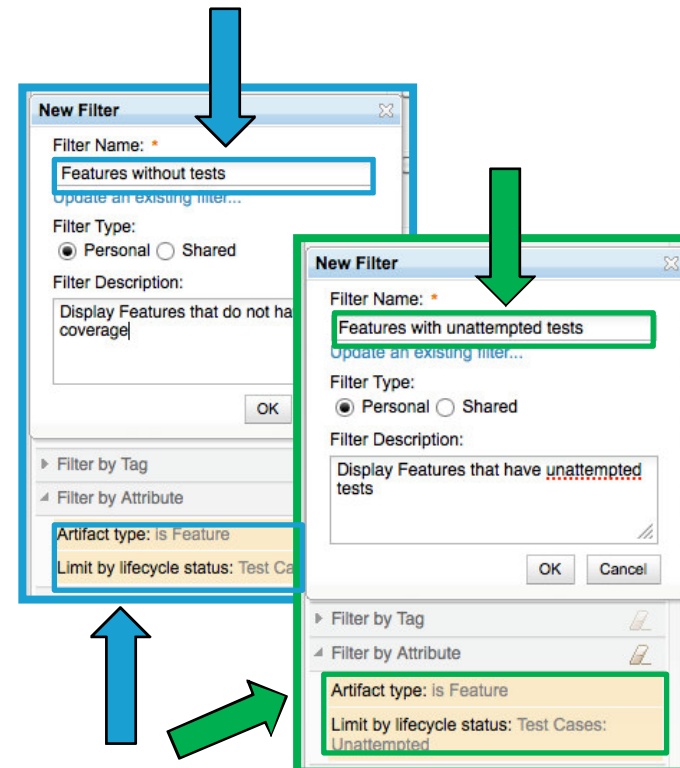 New Filter
Filter Name: *
Features without tests
Update an existing filter...
Filter Type:
Personal Shared
Filter Description:
Display Features that do not ha
coverage
OK
Filter by Tag
Filter by Attribute
Artifact type: is Feature
Limit by lifecycle status: Test Ca
New Filter
Filter Name: *
Features with unattempted tests
Update an existing filter...
Filter Type:
Personal Shared
Filter Description:
Display Features that have unattempted
tests
OK Cancel
Filter by Tag
Filter by Attribute
Artifact type: is Feature
Limit by lifecycle status: Test Cases:
Unattempted